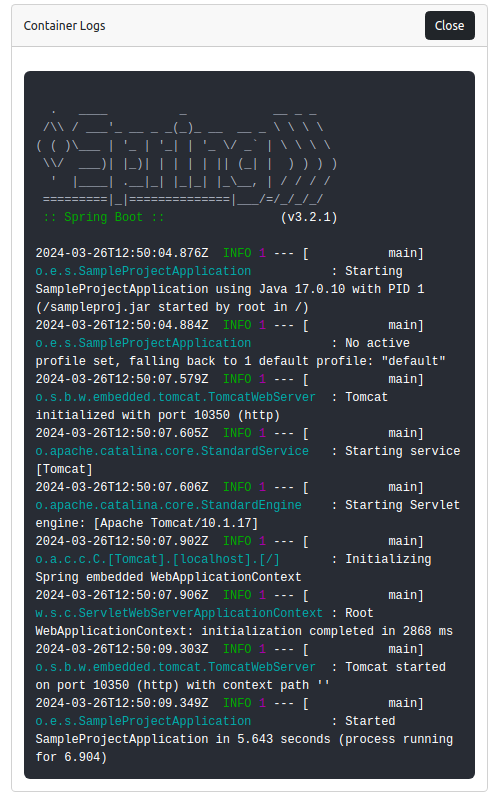 Container Logs
Close
  .   ____          _            __ _ _
 /\\ / ___'_ __ _ _(_)_ __  __ _ \ \ \ \
( ( )\___ | '_ | '_| | '_ \/ _` | \ \ \ \
 \\/  ___)| |_)| | | | | || (_| |  ) ) ) )
  '  |____| .__|_| |_|_| |_\__, | / / / /
 =========|_|==============|___/=/_/_/_/
 :: Spring Boot ::                (v3.2.1)
2024-03-26T12:50:04.876Z  INFO 1 --- [           main]
o.e.s.SampleProjectApplication           : Starting
SampleProjectApplication using Java 17.0.10 with PID 1
(/sampleproj.jar started by root in /)
2024-03-26T12:50:04.884Z  INFO 1 --- [           main]
o.e.s.SampleProjectApplication           : No active
profile set, falling back to 1 default profile: "default"
2024-03-26T12:50:07.579Z  INFO 1 --- [           main]
o.s.b.w.embedded.tomcat.TomcatWebServer  : Tomcat
initialized with port 10350 (http)
2024-03-26T12:50:07.605Z  INFO 1 --- [           main]
o.apache.catalina.core.StandardService   : Starting service
[Tomcat]
2024-03-26T12:50:07.606Z  INFO 1 --- [           main]
o.apache.catalina.core.StandardEngine    : Starting Servlet
engine: [Apache Tomcat/10.1.17]
2024-03-26T12:50:07.902Z  INFO 1 --- [           main]
o.a.c.c.C.[Tomcat].[localhost].[/]       : Initializing
Spring embedded WebApplicationContext
2024-03-26T12:50:07.906Z  INFO 1 --- [           main]
w.s.c.ServletWebServerApplicationContext : Root
WebApplicationContext: initialization completed in 2868 ms
2024-03-26T12:50:09.303Z  INFO 1 --- [           main]
o.s.b.w.embedded.tomcat.TomcatWebServer  : Tomcat started
on port 10350 (http) with context path ''
2024-03-26T12:50:09.349Z  INFO 1 --- [           main]
o.e.s.SampleProjectApplication           : Started
SampleProjectApplication in 5.643 seconds (process running
for 6.904)